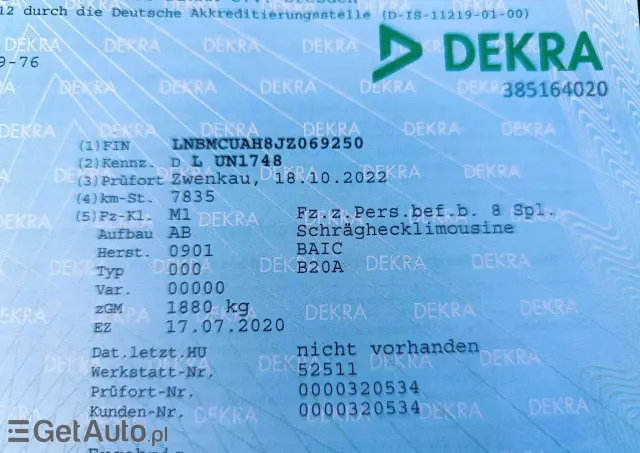 12 durch die Deutsche Akkreditierungsstelle (D-IS-11219-01-00)
9-76
DEKRA
385164020
(1) FIN LNBMCUAH8JZ069250
(2) Kennz. D L UN1748
(3) Prüfort Zwenkau, 18.10.2022
(4) km-St. 7835
(5) Fz-Kl. M1 Fz.z.Pers.bef.b. 8 Spl.
Aufbau AB Schräghecklimousine
Herst. 0901 BAIC
Typ 000 B20A
Var. 00000
zGM 1880 kg
EZ 17.07.2020
Dat.letzt.HU nicht vorhanden
Werkstatt-Nr. 52511
Prüfort-Nr. 0000320534
Kunden-Nr. 0000320534
GetAuto.pl